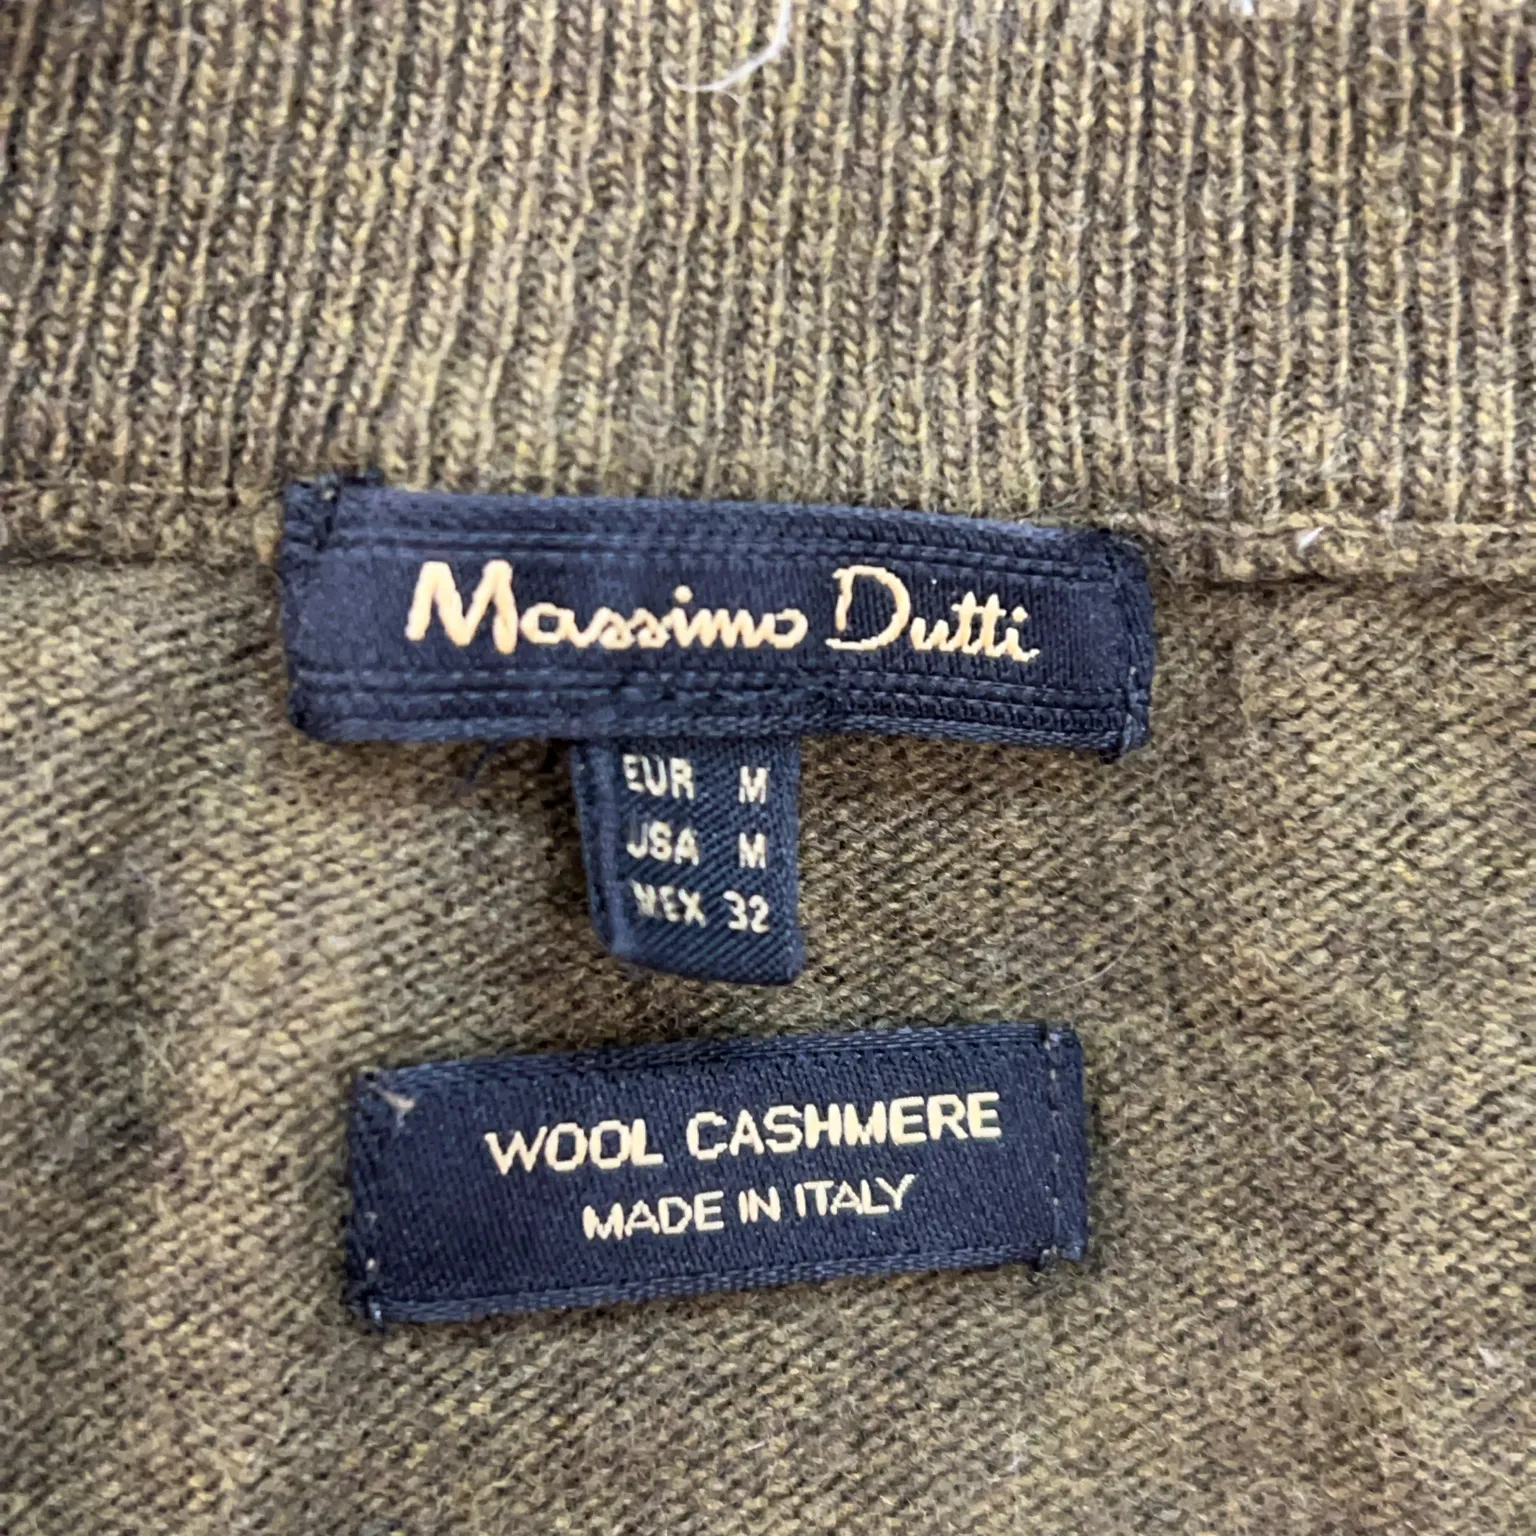 Massimo Dutti
EUR M
USA M
MEX 32
WOOL CASHMERE
MADE IN ITALY